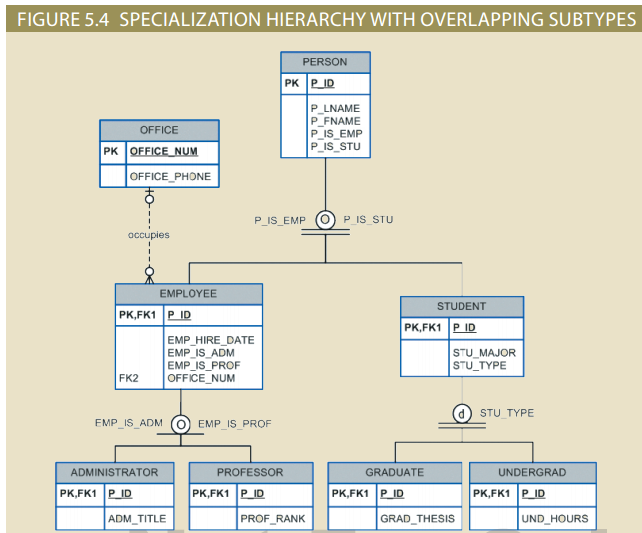 FIGURE 5.4 SPECIALIZATION HIERARCHY WITH OVERLAPPING SUBTYPES
PERSON
PK P_ID
P_LNAME
P_FNAME
P_IS_EMP
P_IS_STU
OFFICE
PK OFFICE_NUM
OFFICE_PHONE
P_IS_EMP O P_IS_STU
occupies
EMPLOYEE
PK,FK1 P_ID
EMP_HIRE_DATE
EMP_IS_ADM
EMP_IS_PROF
FK2 OFFICE_NUM
STUDENT
PK,FK1 P_ID
STU_MAJOR
STU_TYPE
EMP_IS_ADM O EMP_IS_PROF
d STU_TYPE
ADMINISTRATOR
PK,FK1 P_ID
ADM_TITLE
PROFESSOR
PK,FK1 P_ID
PROF_RANK
GRADUATE
PK,FK1 P_ID
GRAD_THESIS
UNDERGRAD
PK,FK1 P_ID
UND_HOURS